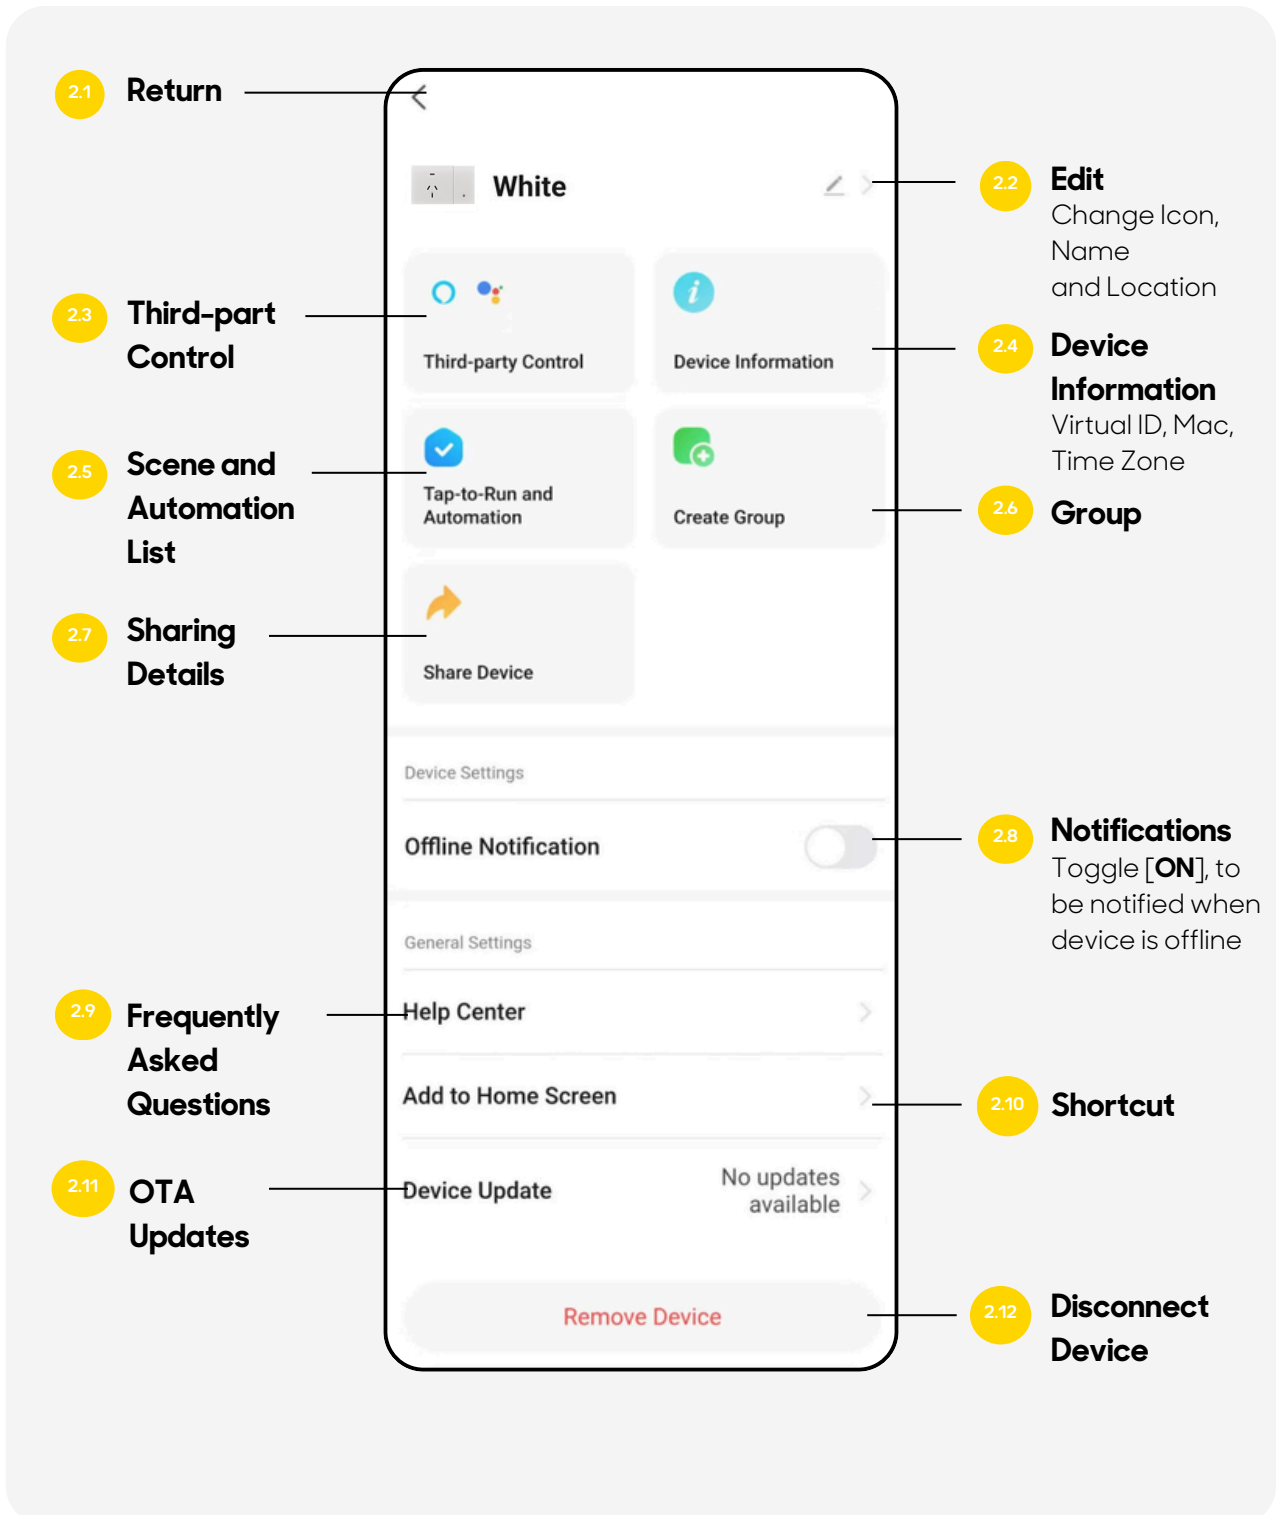 2.1 Return
White
2.2 Edit
Change Icon,
Name
and Location
2.3 Third-part
Control
Third-party Control
Device Information
2.4 Device
Information
Virtual ID, Mac,
Time Zone
2.5 Scene and
Automation
List
Tap-to-Run and
Automation
Create Group
2.6 Group
2.7 Sharing
Details
Share Device
Device Settings
Offline Notification
2.8 Notifications
Toggle [ON], to
be notified when
device is offline
General Settings
2.9 Frequently
Asked
Questions
Help Center
Add to Home Screen
2.10 Shortcut
2.11 OTA
Updates
Device Update
No updates
available
Remove Device
2.12 Disconnect
Device